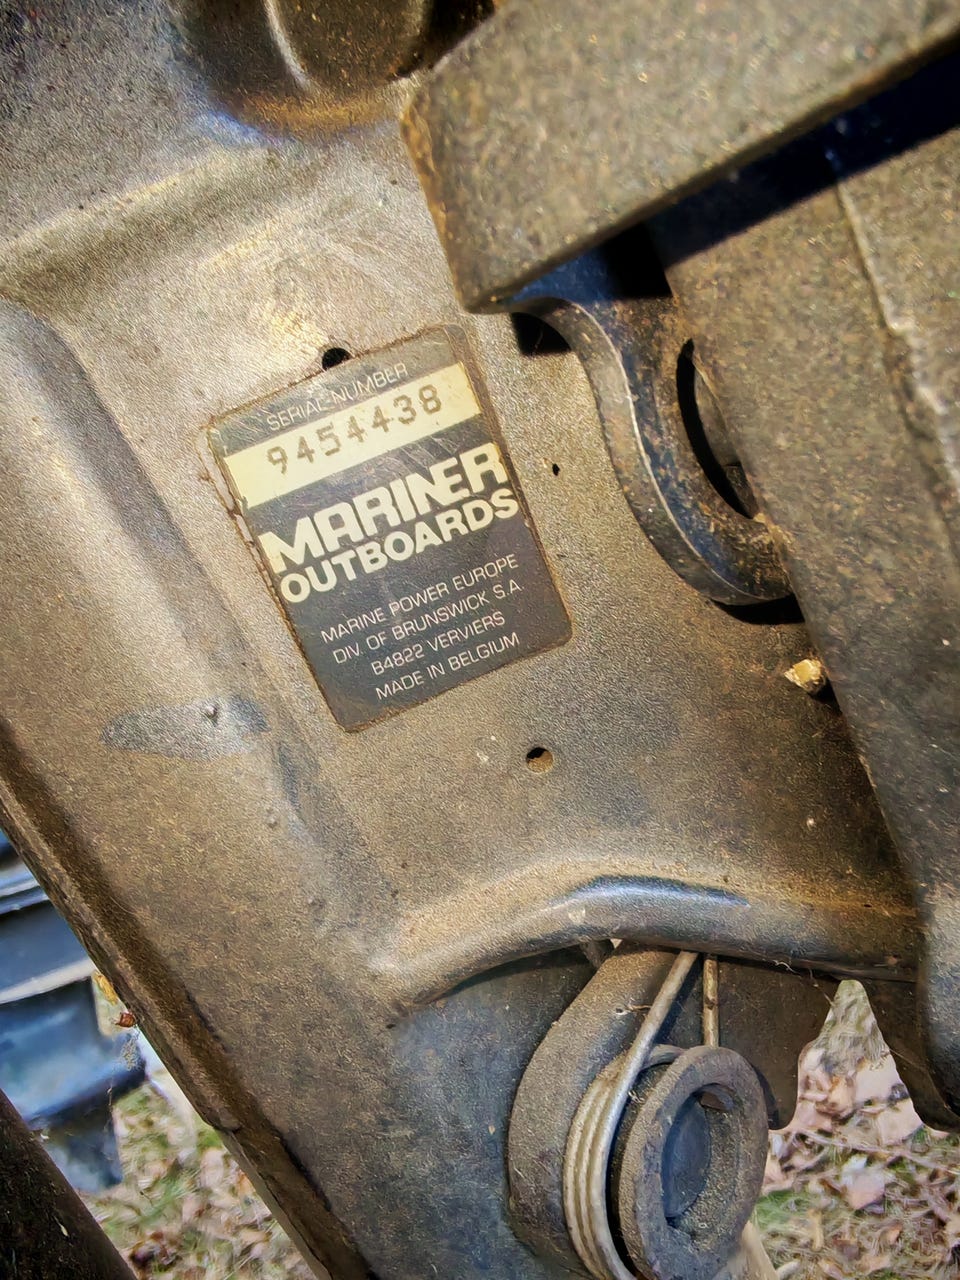 SERIAL NUMBER
9454438
MARINER
OUTBOARDS
MARINE POWER EUROPE
DIV. OF BRUNSWICK S.A
B4822 VERVIERS
MADE IN BELGIUM